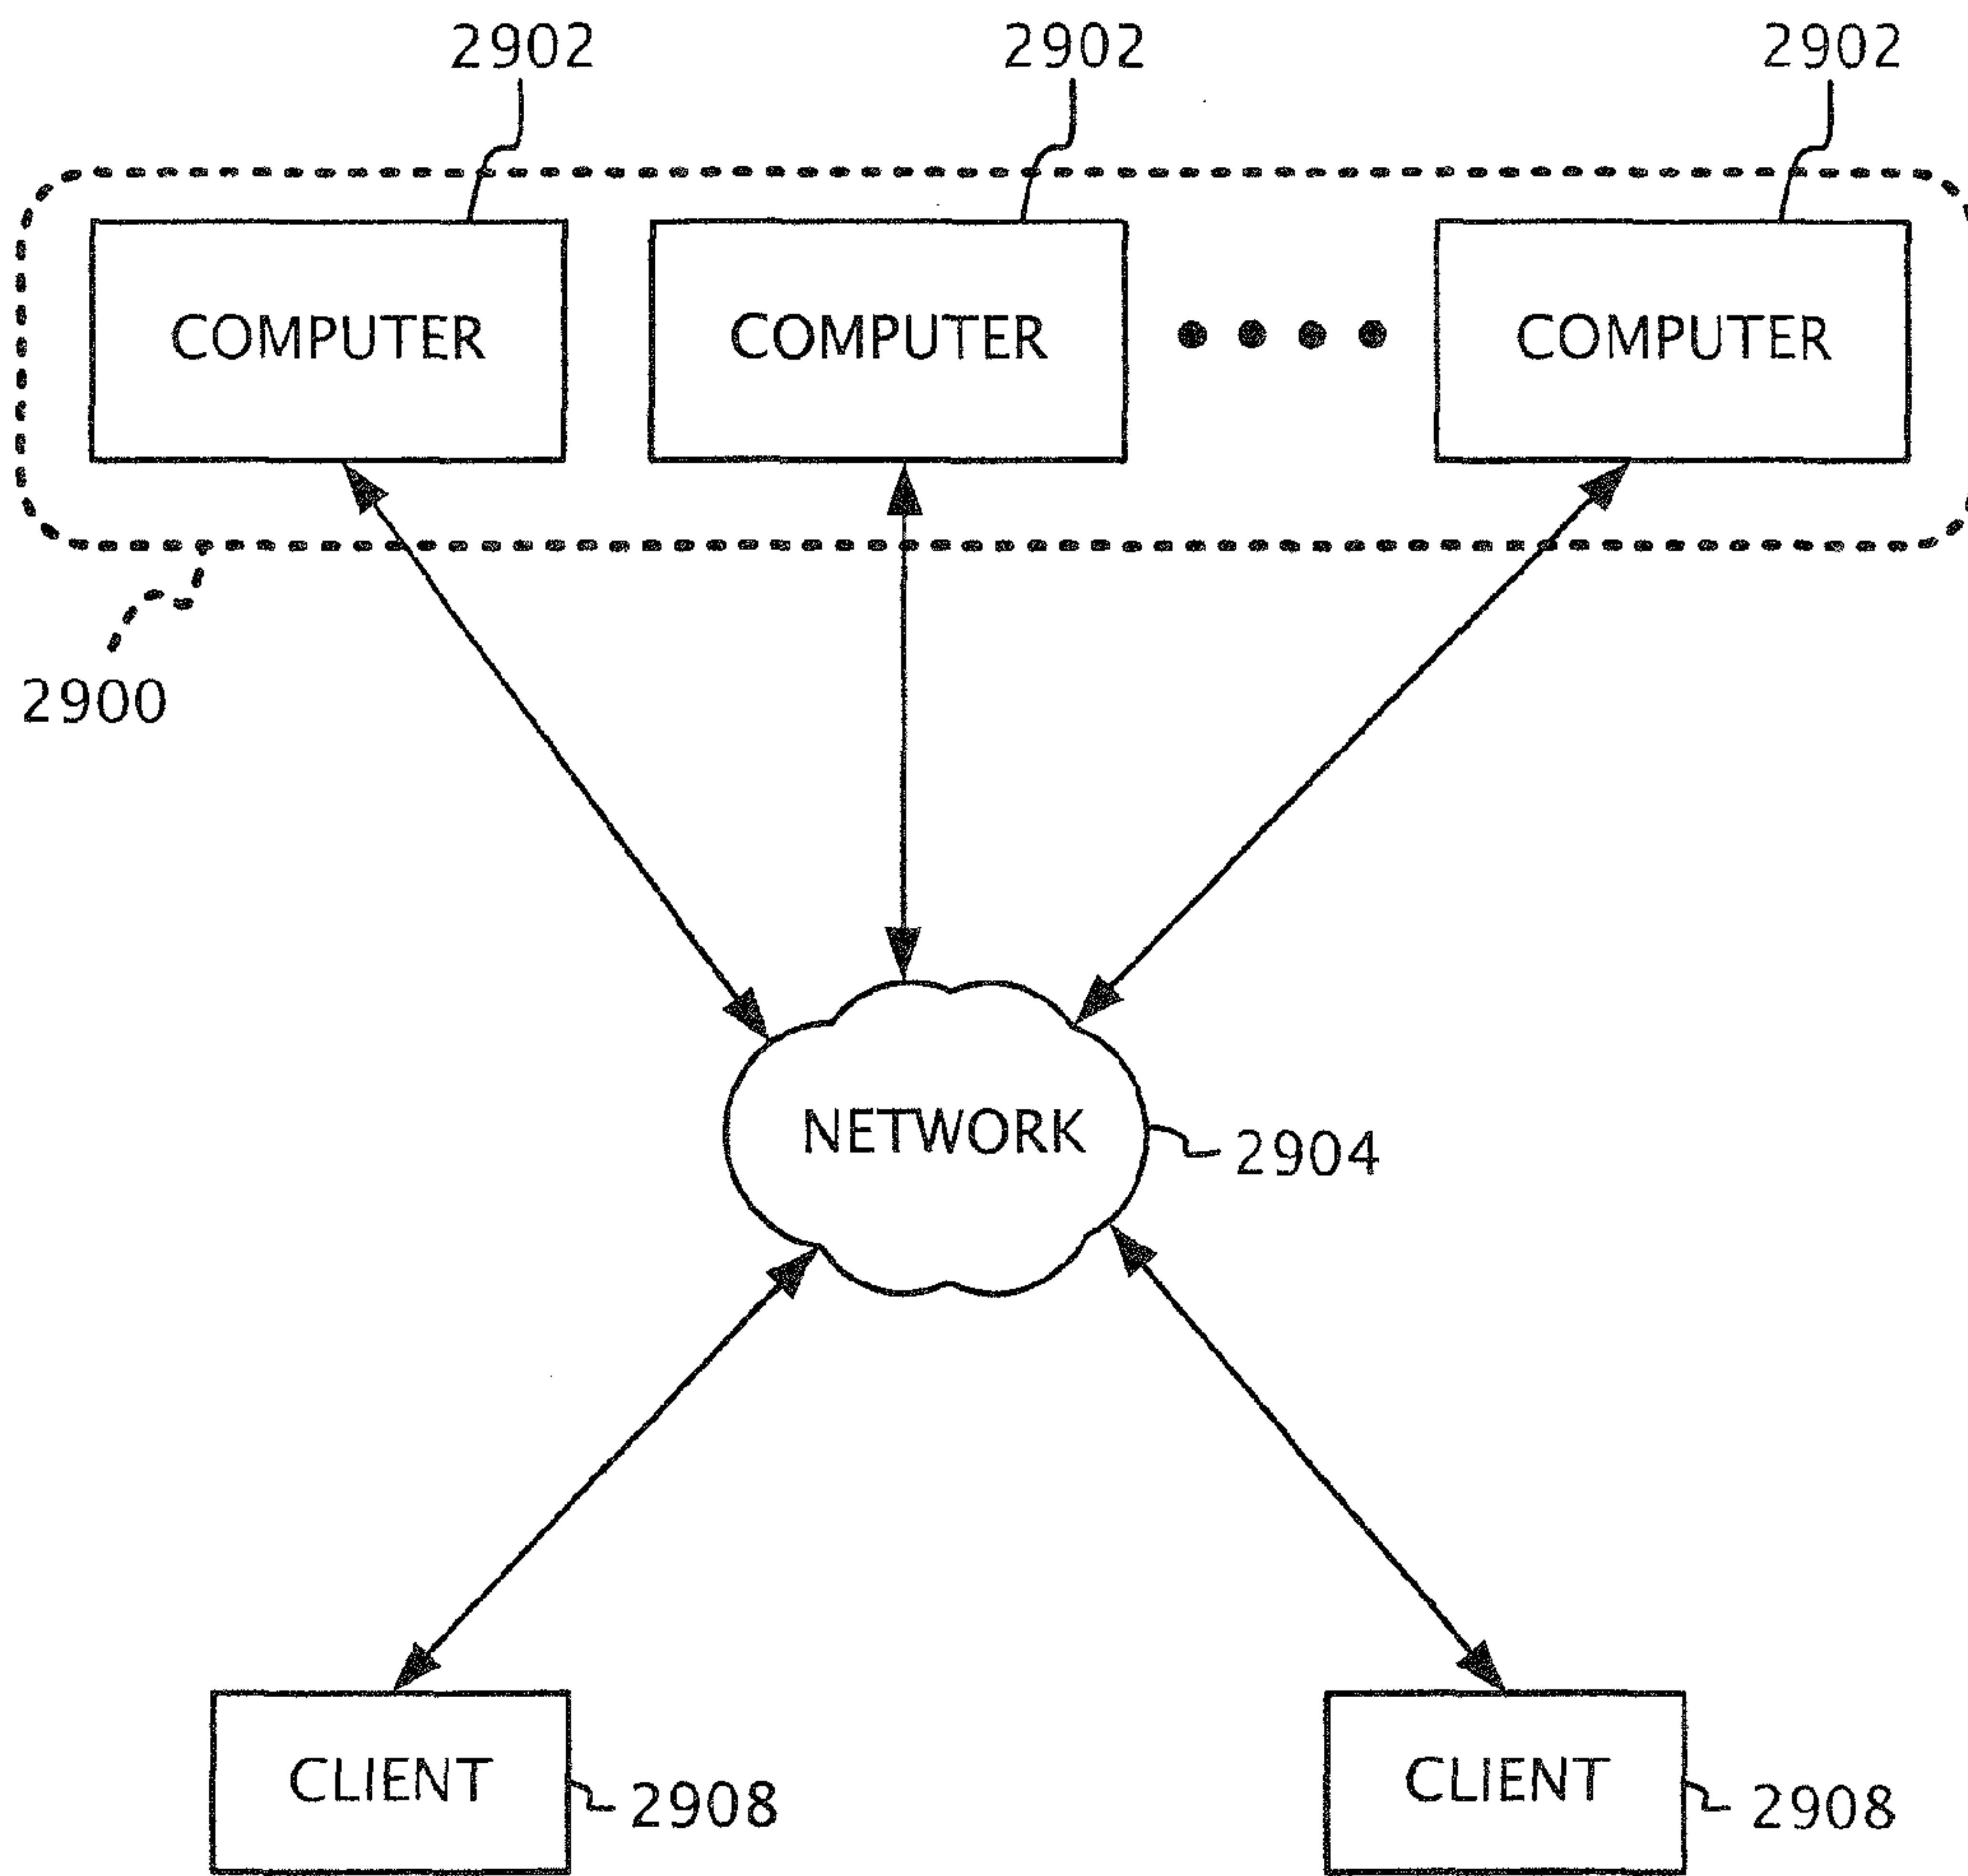 2902 2902 2902
COMPUTER COMPUTER COMPUTER
2900
NETWORK 2904
CLIENT 2908 CLIENT 2908